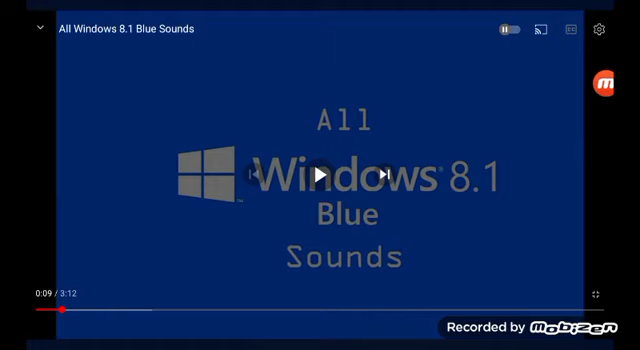 All Windows 8.1 Blue Sounds
All
Windows® 8.1
™
Blue
Sounds
0:09 / 3:12
Recorded by Mobizen